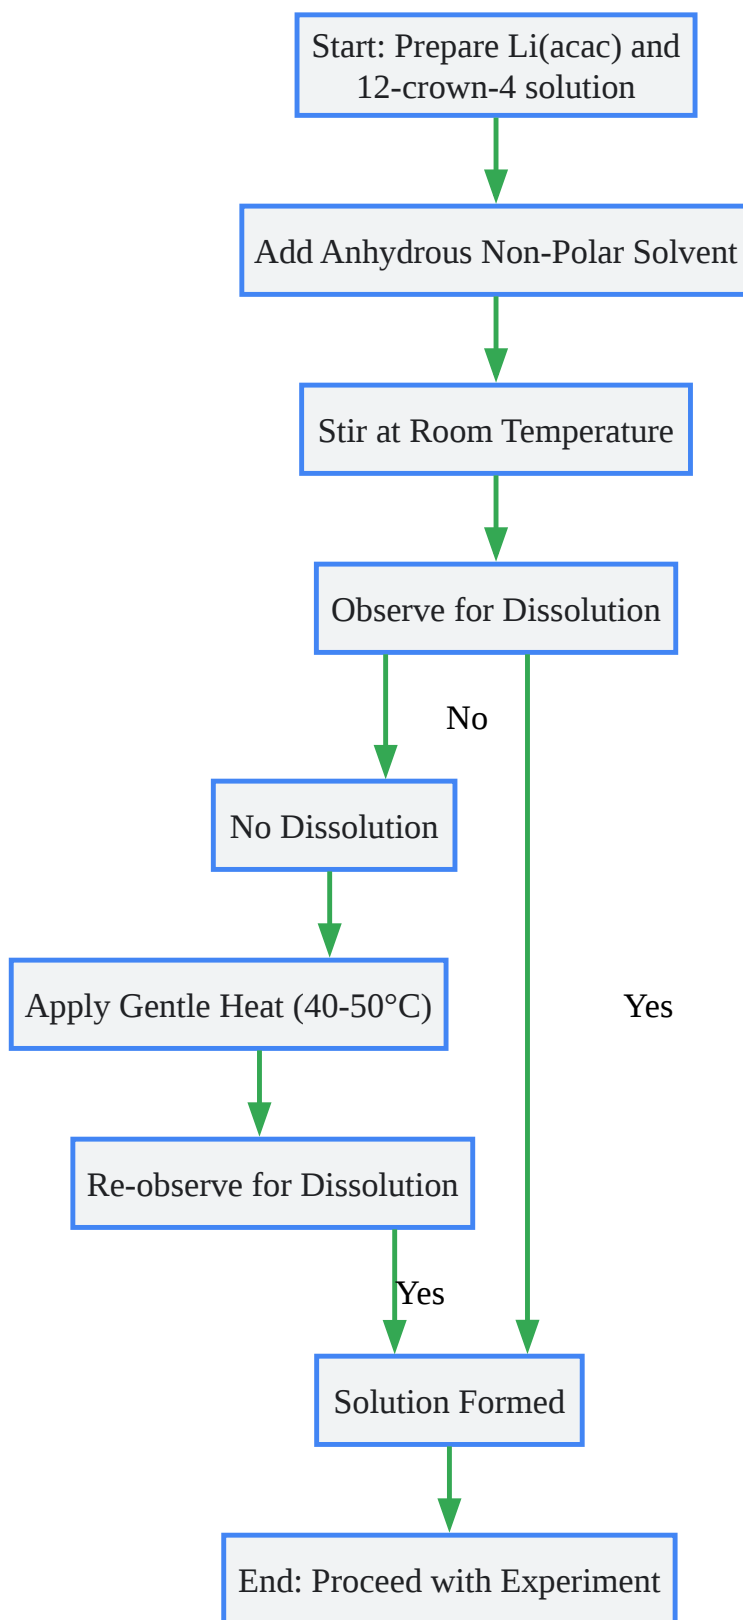 Start: Prepare Li(acac) and
12-crown-4 solution
Add Anhydrous Non-Polar Solvent
Stir at Room Temperature
Observe for Dissolution
No
No Dissolution
Apply Gentle Heat (40-50°C)
Yes
Re-observe for Dissolution
Yes
Solution Formed
End: Proceed with Experiment